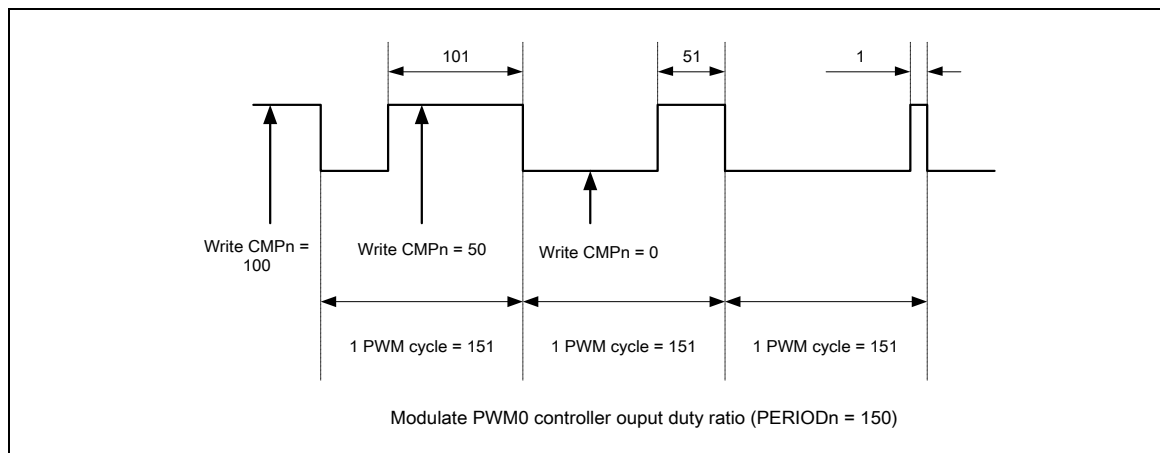 101
51
1
Write CMPn =
100
Write CMPn = 50
Write CMPn = 0
1 PWM cycle = 151
1 PWM cycle = 151
1 PWM cycle = 151
Modulate PWM0 controller ouput duty ratio (PERIODn = 150)